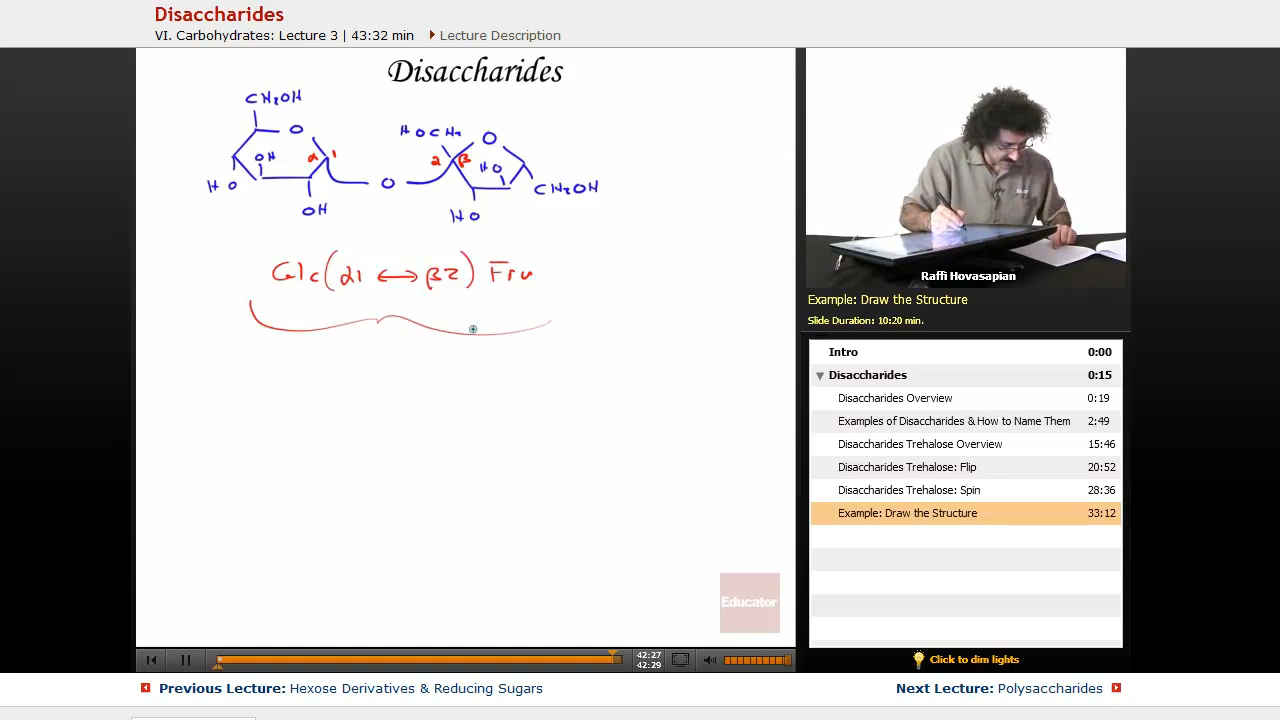 Disaccharides
VI. Carbohydrates: Lecture 3 | 43:32 min
Lecture Description
Disaccharides
CH₂OH
O
OH
α 1
HO
OH
O
HOCH₂
O
2 β
HO
CH₂OH
HO
Glc(α1 ↔ β2) Fru
Educator
Raffi Hovasapian
Example: Draw the Structure
Slide Duration: 10:20 min.
Intro 0:00
Disaccharides 0:15
Disaccharides Overview 0:19
Examples of Disaccharides & How to Name Them 2:49
Disaccharides Trehalose Overview 15:46
Disaccharides Trehalose: Flip 20:52
Disaccharides Trehalose: Spin 28:36
Example: Draw the Structure 33:12
42:27
42:29
Click to dim lights
Previous Lecture: Hexose Derivatives & Reducing Sugars
Next Lecture: Polysaccharides